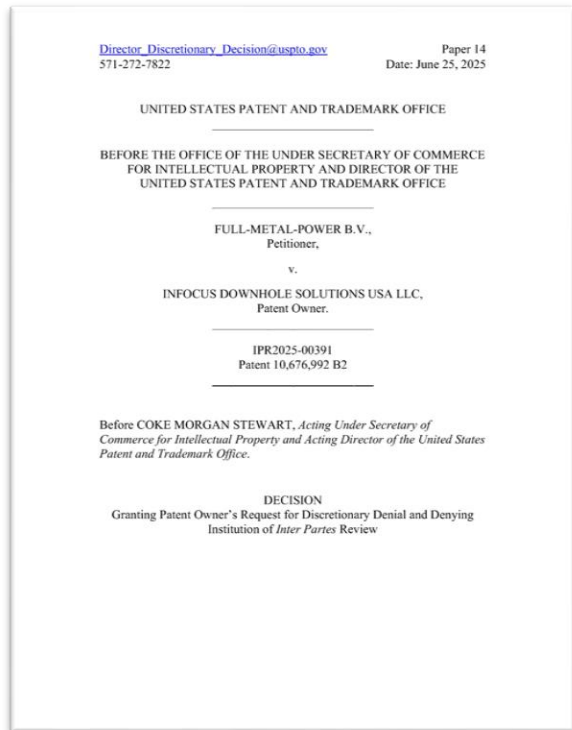 Director_Discretionary_Decision@uspto.gov Paper 14
571-272-7822 Date: June 25, 2025
UNITED STATES PATENT AND TRADEMARK OFFICE
BEFORE THE OFFICE OF THE UNDER SECRETARY OF COMMERCE
FOR INTELLECTUAL PROPERTY AND DIRECTOR OF THE
UNITED STATES PATENT AND TRADEMARK OFFICE
FULL-METAL-POWER B.V.,
Petitioner,
v.
INFOCUS DOWNHOLE SOLUTIONS USA LLC,
Patent Owner.
IPR2025-00391
Patent 10,676,992 B2
Before COKE MORGAN STEWART, Acting Under Secretary of
Commerce for Intellectual Property and Acting Director of the United States
Patent and Trademark Office.
DECISION
Granting Patent Owner's Request for Discretionary Denial and Denying
Institution of Inter Partes Review